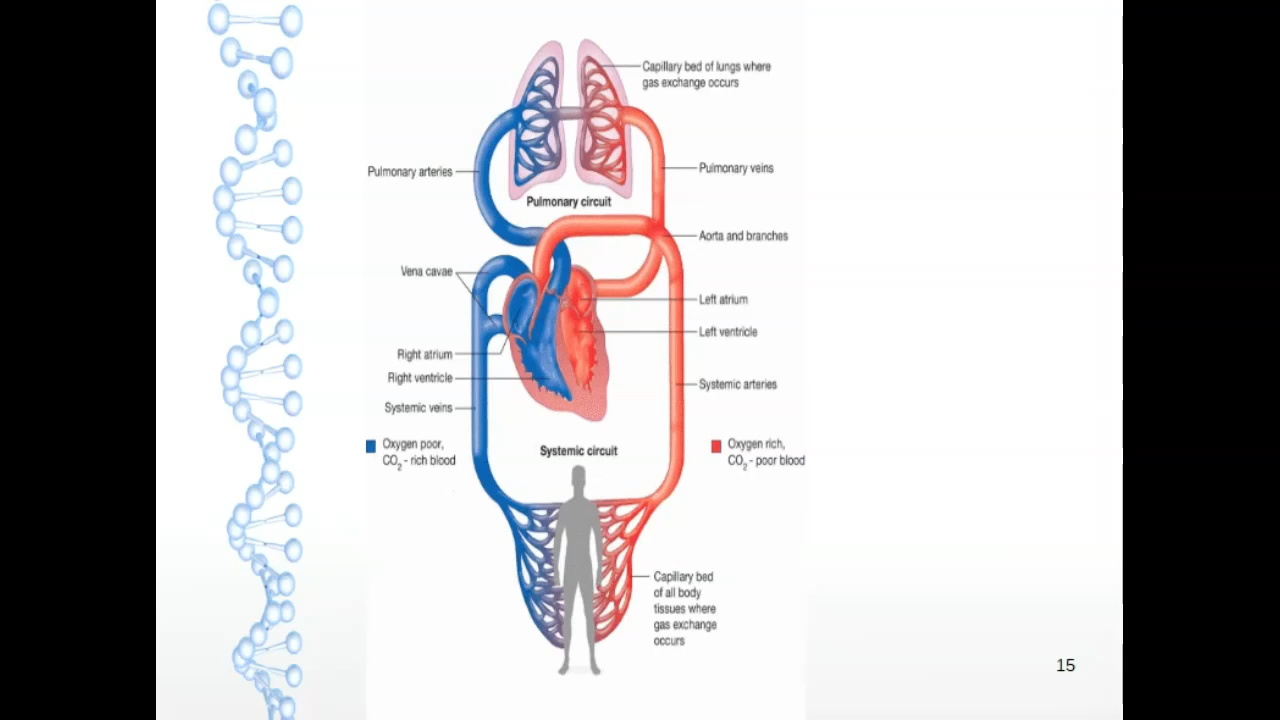 Capillary bed of lungs where
gas exchange occurs
Pulmonary arteries
Pulmonary veins
Pulmonary circuit
Aorta and branches
Vena cavae
Left atrium
Left ventricle
Right atrium
Right ventricle
Systemic arteries
Systemic veins
Oxygen poor,
CO₂ - rich blood
Systemic circuit
Oxygen rich,
CO₂ - poor blood
Capillary bed
of all body
tissues where
gas exchange
occurs
15